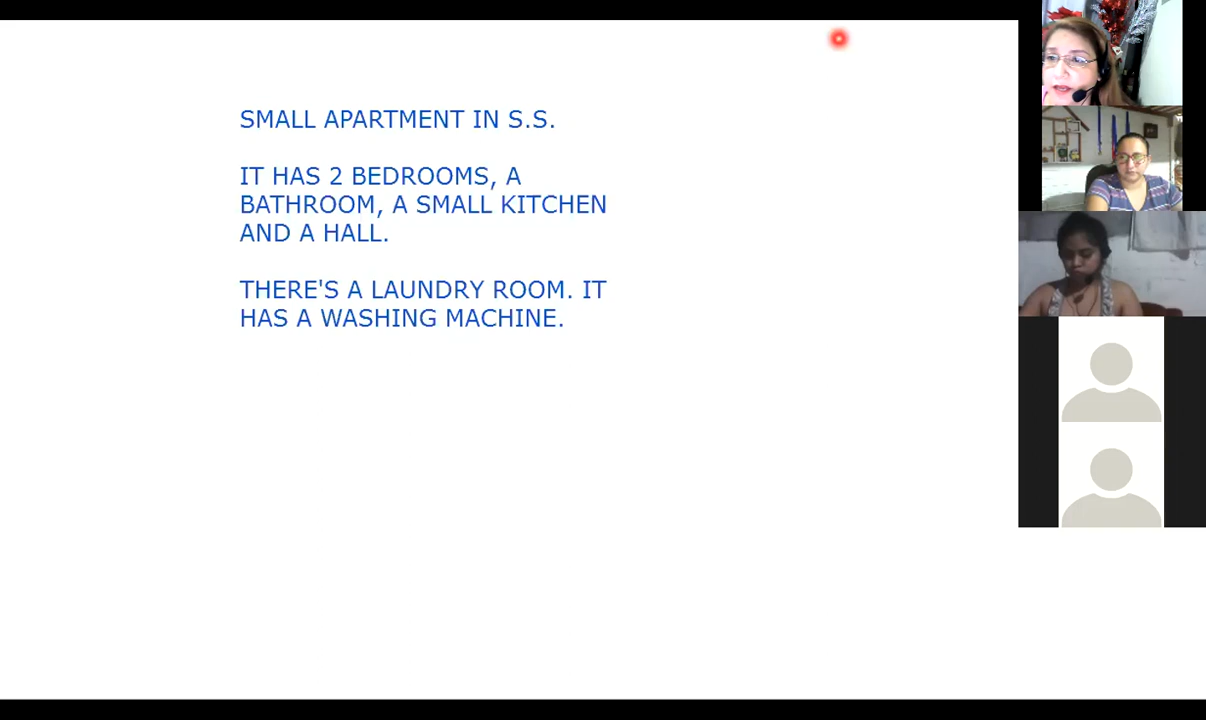 SMALL APARTMENT IN S.S.
IT HAS 2 BEDROOMS, A
BATHROOM, A SMALL KITCHEN
AND A HALL.
THERE'S A LAUNDRY ROOM. IT
HAS A WASHING MACHINE.